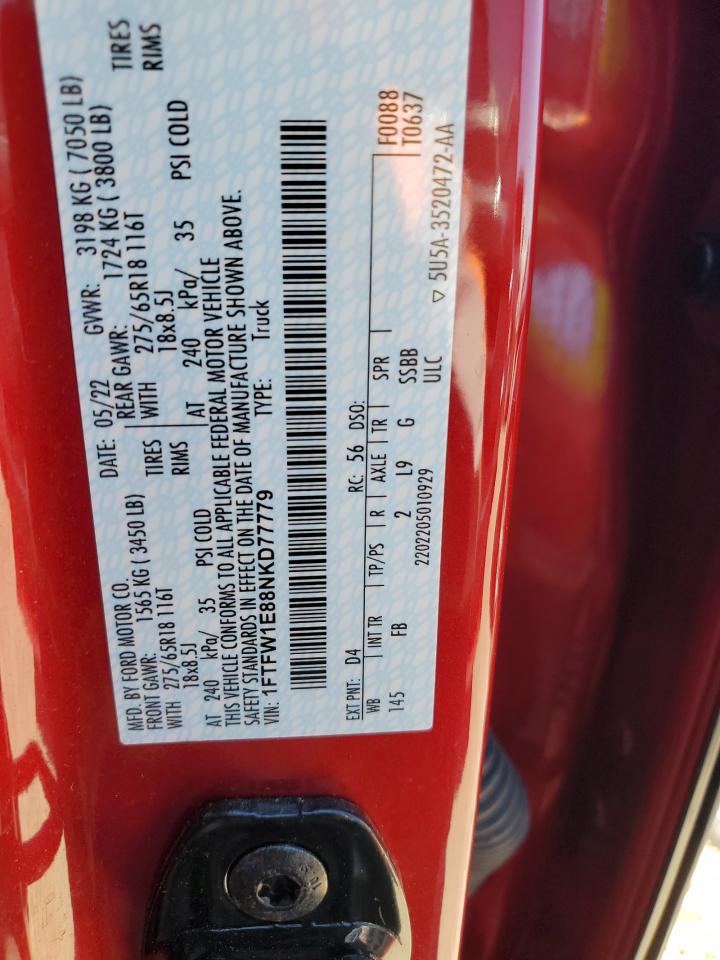 MFD. BY FORD MOTOR CO. DATE: 05/22 GVWR: 3198 KG ( 7050 LB)
FRONT GAWR: 1565 KG ( 3450 LB) REAR GAWR: 1724 KG ( 3800 LB)
WITH 275/65R18 116T TIRES WITH 275/65R18 116T TIRES
18x8.5J RIMS 18x8.5J RIMS
AT 240 kPa/ 35 PSI COLD AT 240 kPa/ 35 PSI COLD
THIS VEHICLE CONFORMS TO ALL APPLICABLE FEDERAL MOTOR VEHICLE
SAFETY STANDARDS IN EFFECT ON THE DATE OF MANUFACTURE SHOWN ABOVE.
VIN: 1FTFW1E88NKD77779 TYPE: Truck
EXT PNT: D4 RC: 56 DSO: F0088
WB INT TR TP/PS R AXLE TR SPR T0637
145 FB 2 L9 G SSBB
2202205010929 ULC
▽ 5U5A-3520472-AA